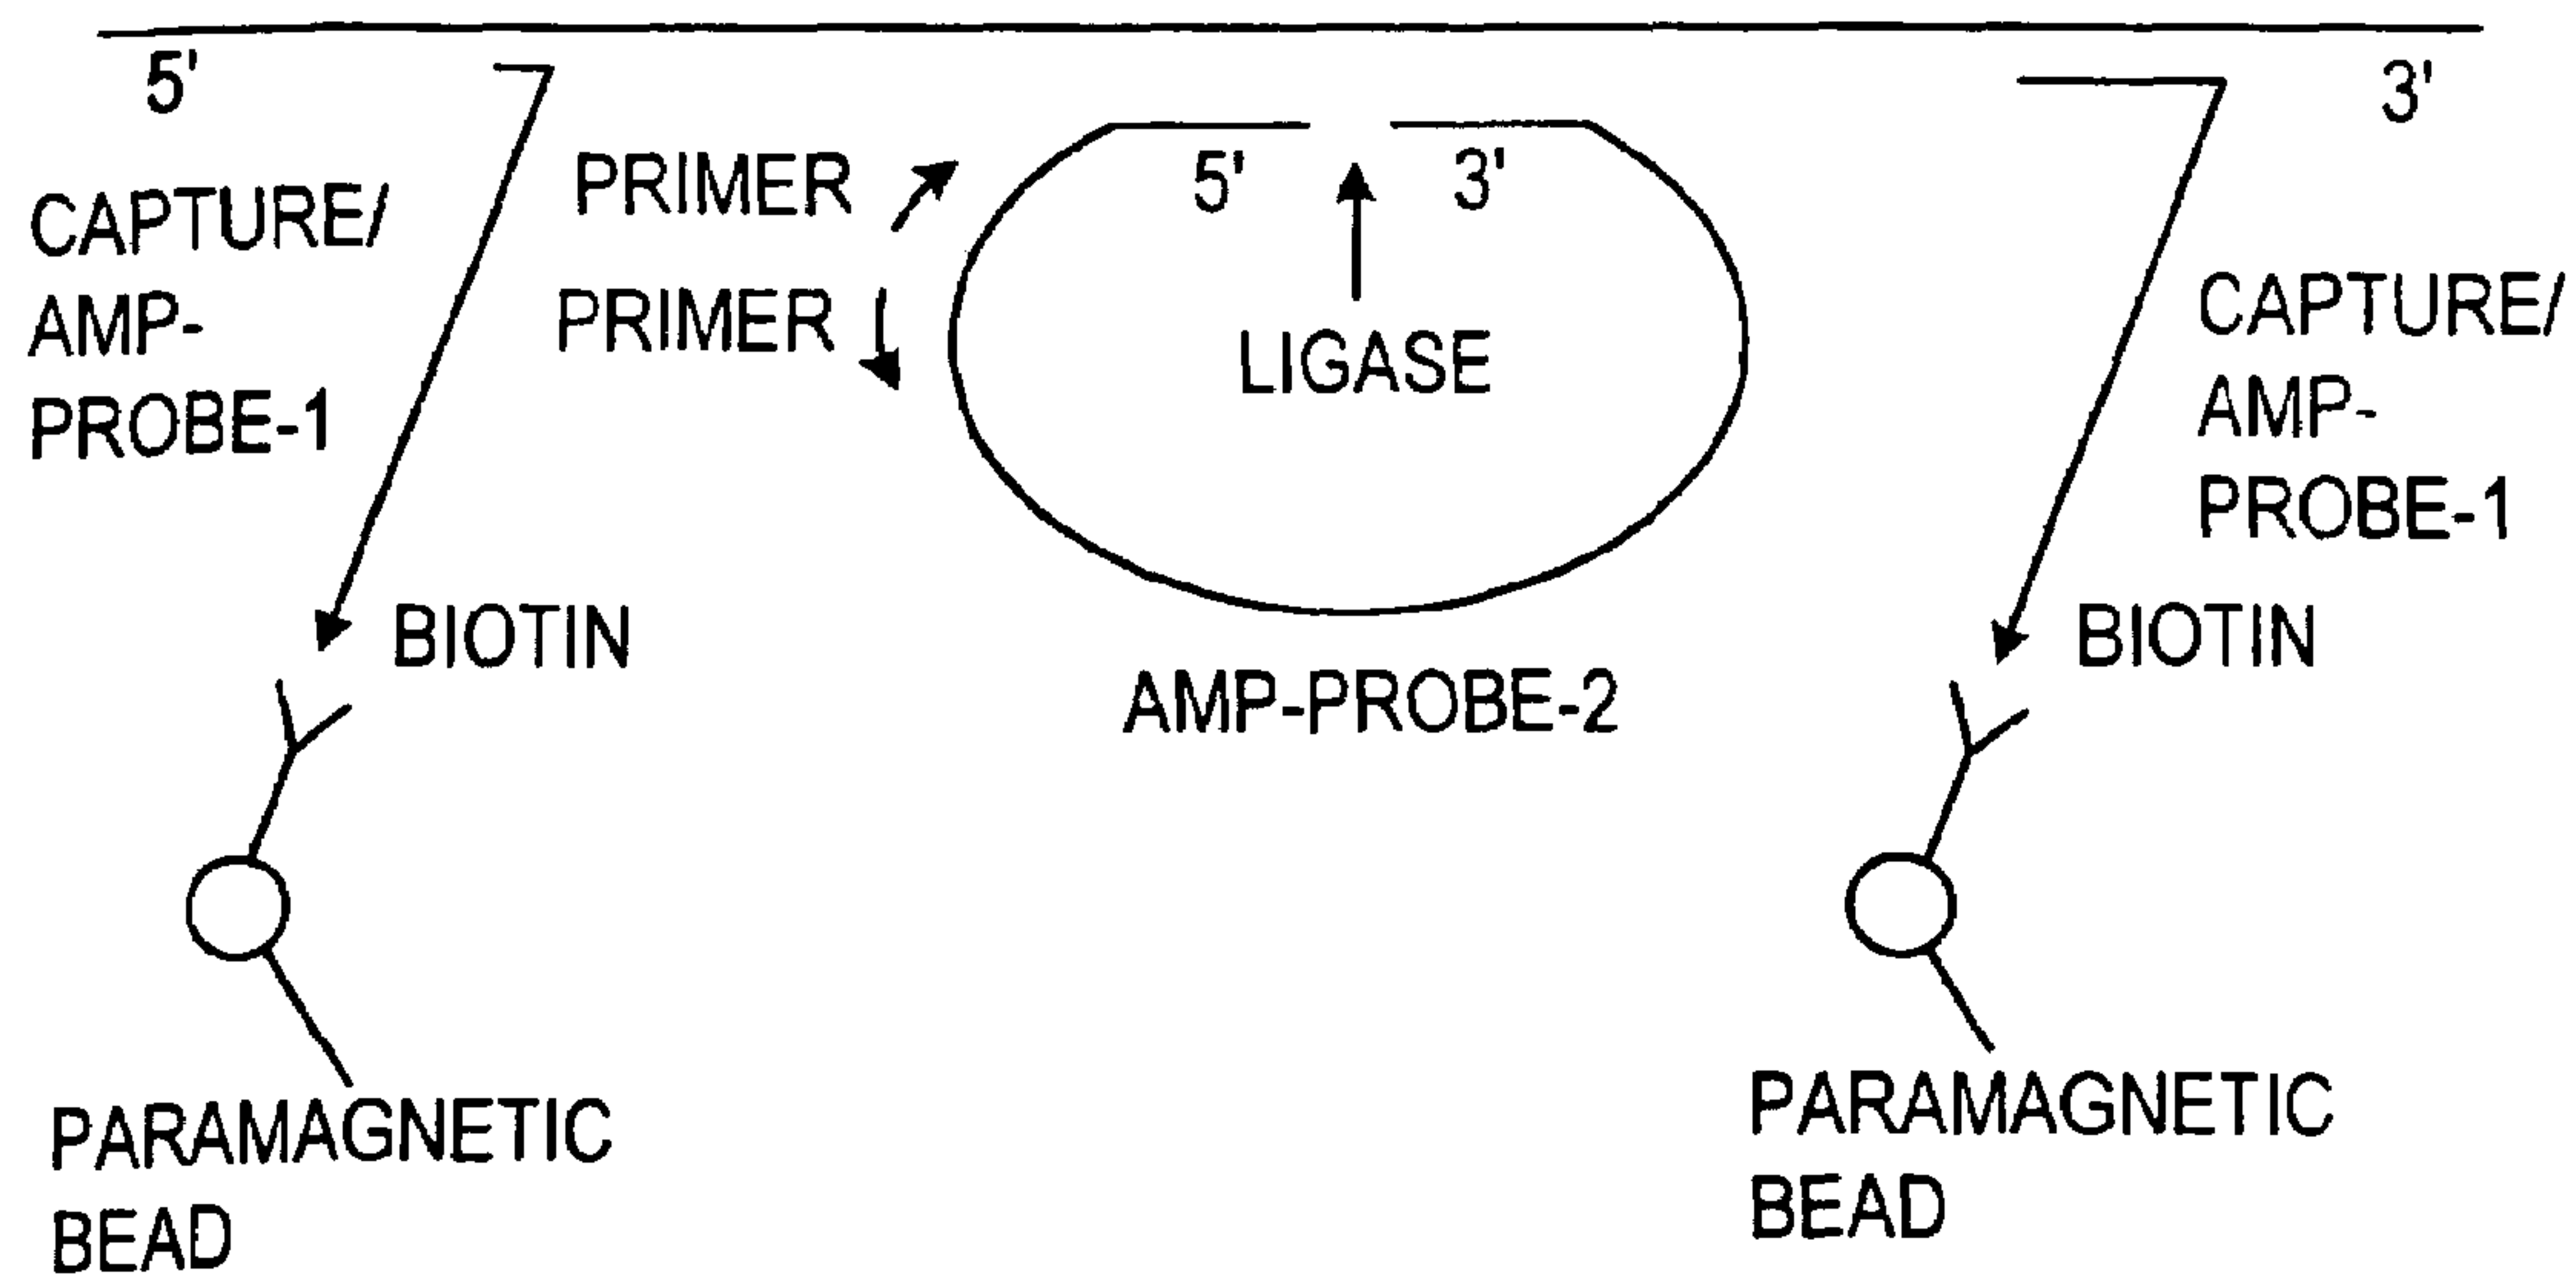 5'
3'
CAPTURE/
AMP-
PROBE-1
PRIMER
PRIMER
5'
3'
LIGASE
CAPTURE/
AMP-
PROBE-1
BIOTIN
AMP-PROBE-2
BIOTIN
PARAMAGNETIC
BEAD
PARAMAGNETIC
BEAD